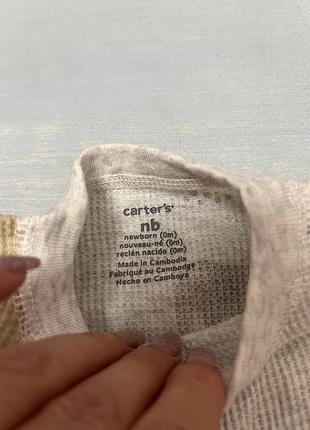 carter's
nb
newborn (0m)
nouveau-né (0m)
recién nacido (0m)
Made in Cambodia
Fabriqué au Cambodge
Hecho en Camboya